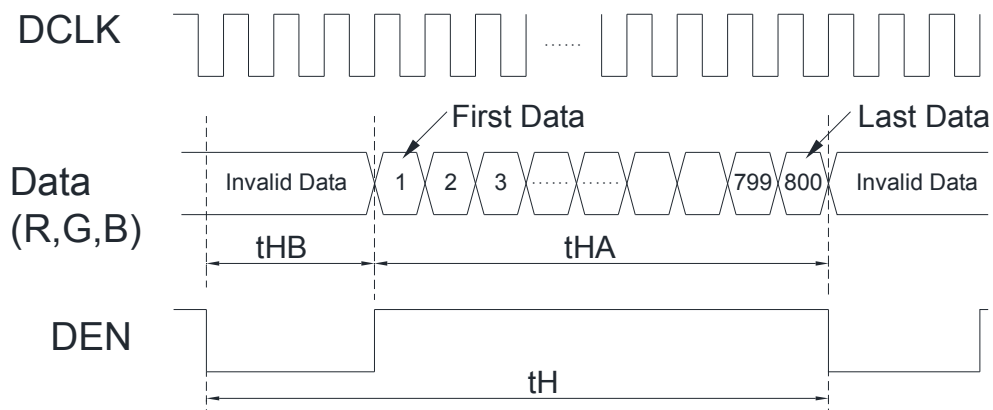 DCLK
......
First Data
Last Data
Data
(R,G,B)
Invalid Data
1
2
3
......
......
799
800
Invalid Data
tHB
tHA
DEN
tH